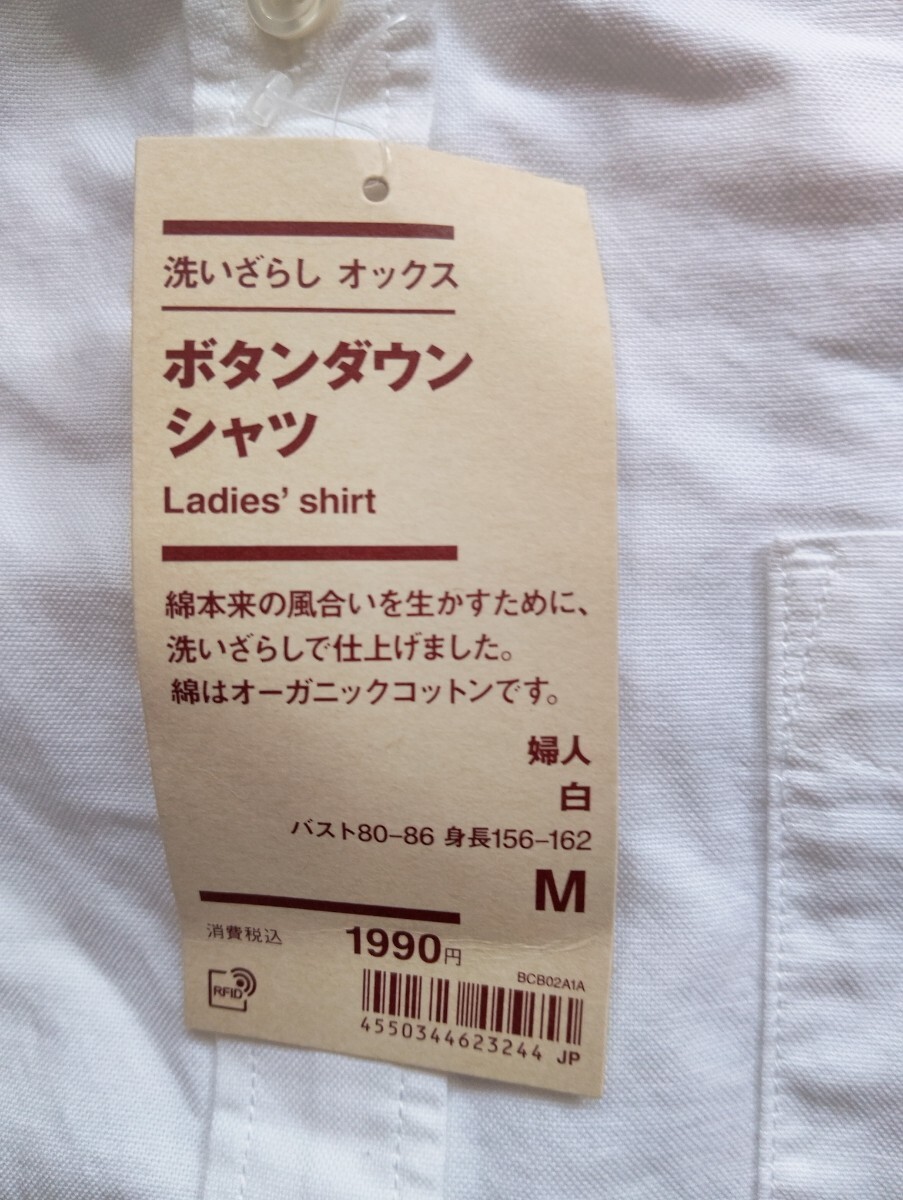 洗いざらし オックス
ボタンダウン
シャツ
Ladies' shirt
綿本来の風合いを生かすために、
洗いざらしで仕上げました。
綿はオーガニックコットンです。
婦人
白
バスト80–86 身長156–162
M
消費税込 1990円
RFID
BCB02A1A
4550344623244 JP